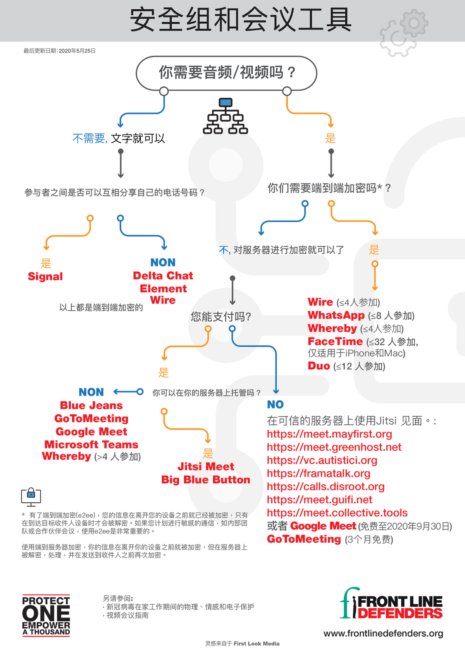 安全组和会议工具
最后更新日期：2020年6月25日
你需要音频/视频吗？
不需要, 文字就可以
是
参与者之间是否可以互相分享自己的电话号码？
你们需要端到端加密吗*？
是
Signal
NON
Delta Chat
Element
Wire
不, 对服务器进行加密就可以了
是
以上都是端到端加密的
您能支付吗?
Wire (≤4人参加)
WhatsApp (≤8 人参加)
Whereby (≤4人参加)
FaceTime (≤32 人参加,
仅适用于iPhone和Mac)
Duo (≤12 人参加)
是
NON
你可以在你的服务器上托管吗？
Blue Jeans
GoToMeeting
Google Meet
Microsoft Teams
Whereby (>4 人参加)
是
Jitsi Meet
Big Blue Button
NO
在可信的服务器上使用Jitsi 见面。:
https://meet.mayfirst.org
https://meet.greenhost.net
https://vc.autistici.org
https://framatalk.org
https://calls.disroot.org
https://meet.guifi.net
https://meet.collective.tools
或者 Google Meet (免费至2020年9月30日)
GoToMeeting (3个月免费)
* 有了端到端加密(e2ee)，您的信息在离开您的设备之前就已经被加密，只有
在到达目标收件人设备时才会被解密。如果您计划进行敏感的通信，如内部团
队或合作伙伴会议，使用e2ee是非常重要的。
使用端到服务器加密，你的信息在离开你的设备之前就被加密，但在服务器上
被解密，处理，并在发送到收件人之前再次加密。
PROTECT
ONE
EMPOWER
A THOUSAND
另请参阅:
- 新冠病毒在家工作期间的物理、情感和电子保护
- 视频会议指南
灵感来自于 First Look Media
FRONT LINE
DEFENDERS
www.frontlinedefenders.org